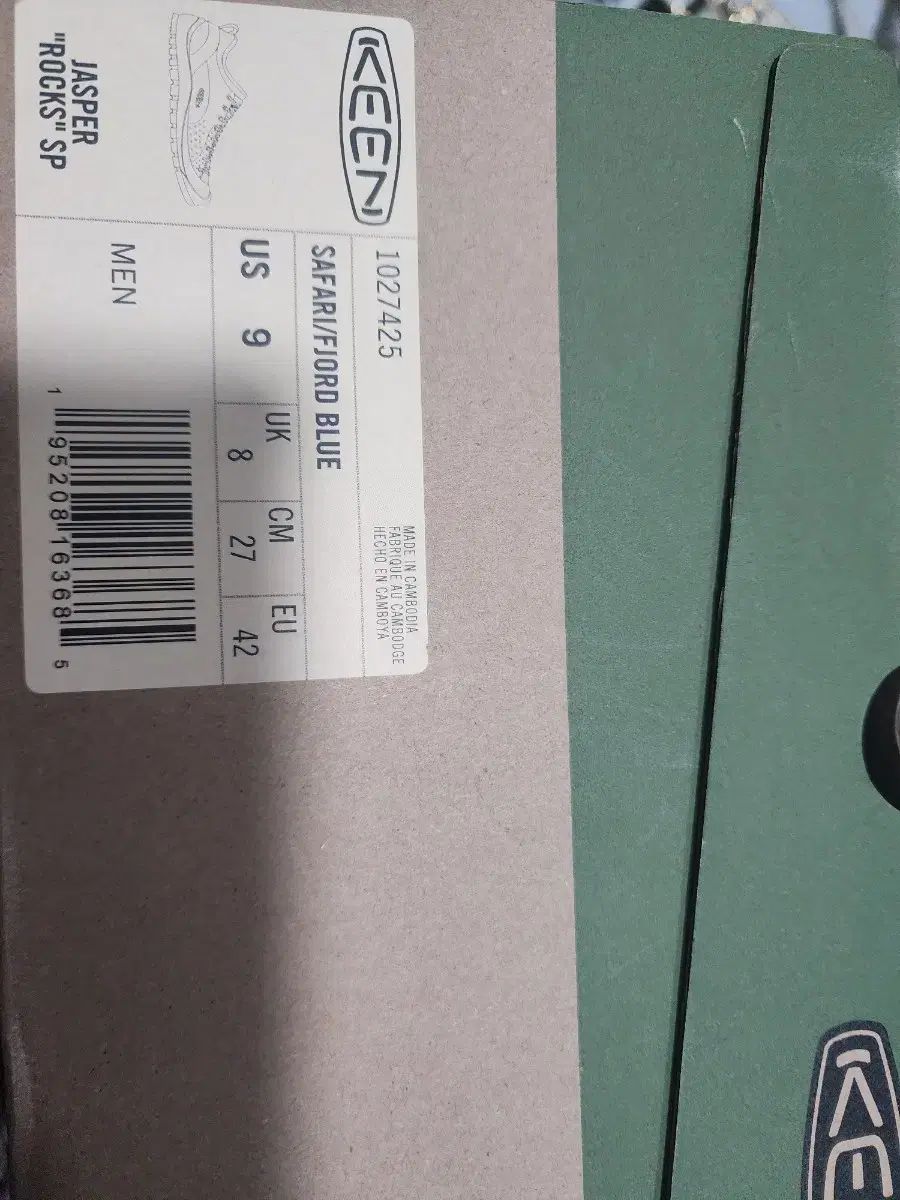 KEEN
1027425
MADE IN CAMBODIA
FABRIQUE AU CAMBODGE
HECHO EN CAMBOYA
SAFARI/FJORD BLUE
US 9
UK 8
CM 27
EU 42
JASPER
"ROCKS" SP
MEN
1 95208 16368 5
KE